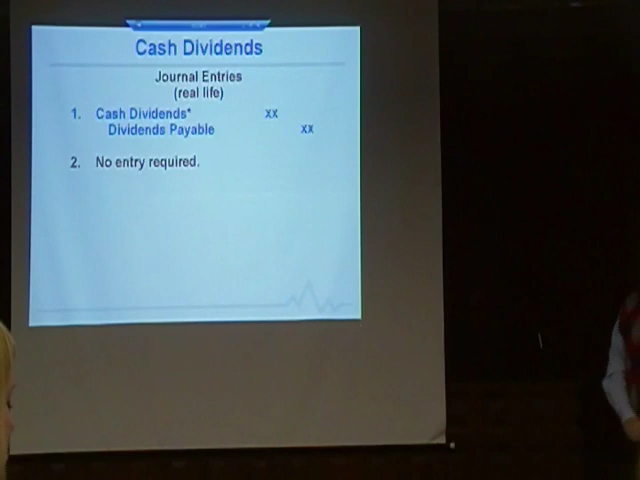 Cash Dividends
Journal Entries
(real life)
1. Cash Dividends* xx
Dividends Payable xx
2. No entry required.